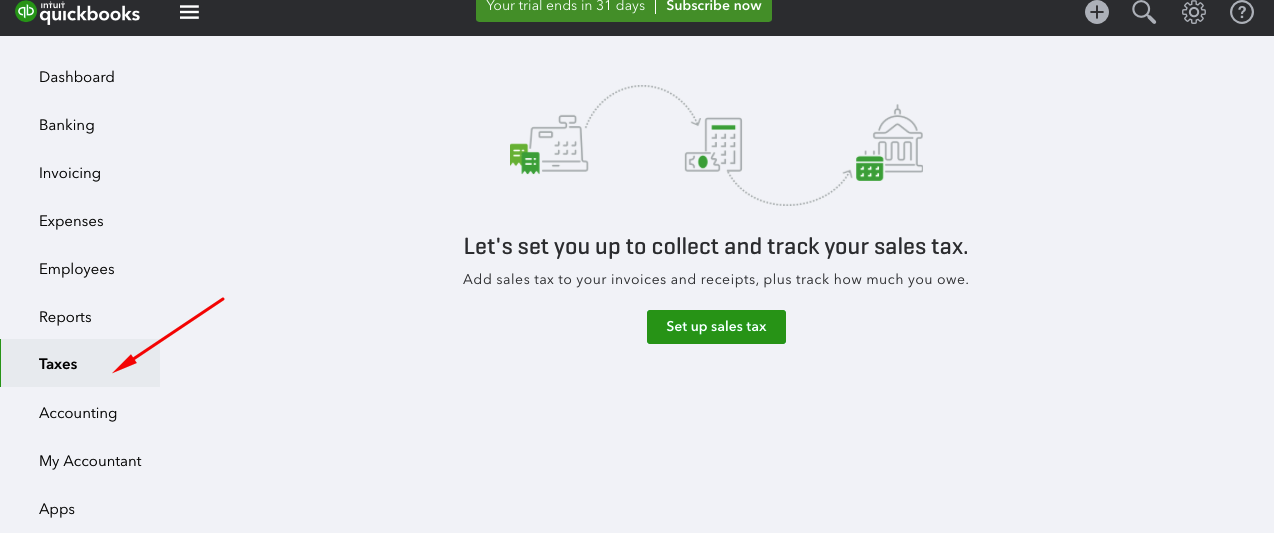 intuit
quickbooks
Your trial ends in 31 days | Subscribe now
Dashboard
Banking
Invoicing
Expenses
Employees
Reports
Taxes
Accounting
My Accountant
Apps
Let's set you up to collect and track your sales tax.
Add sales tax to your invoices and receipts, plus track how much you owe.
Set up sales tax